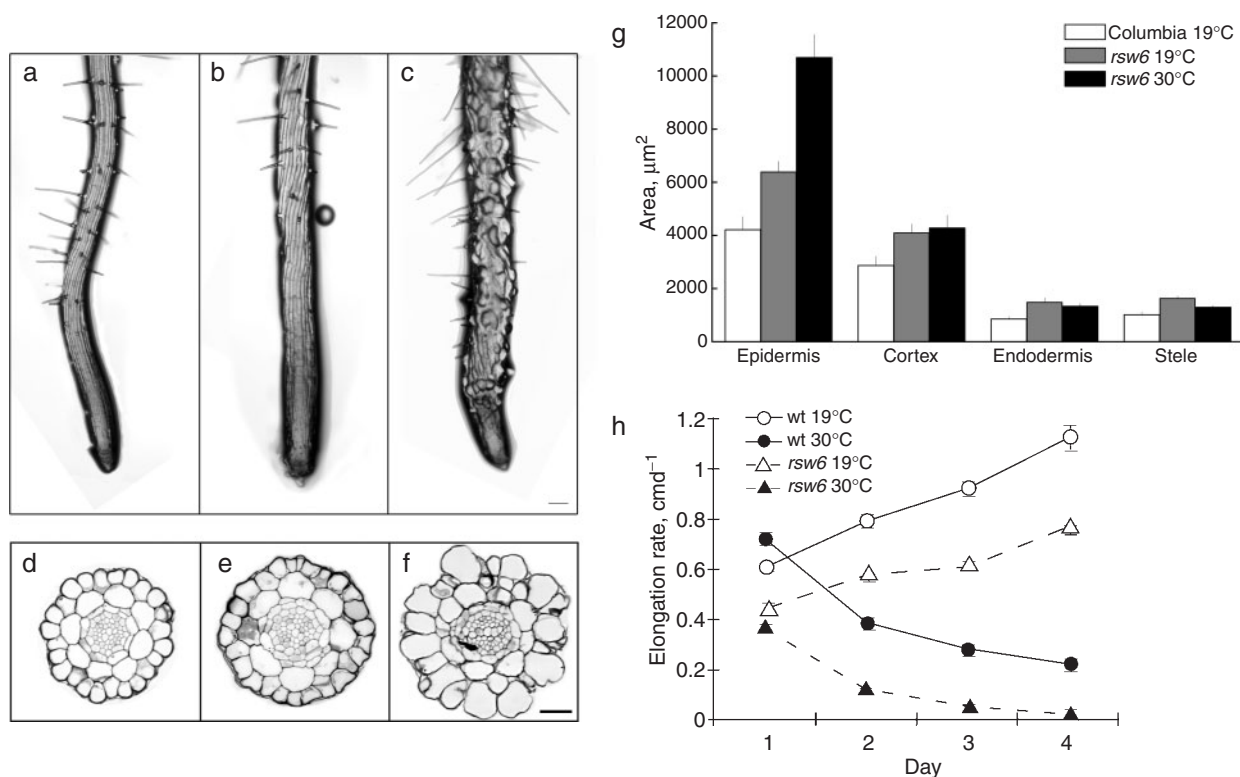 a
b
c
d
e
f
g
12000
10000
8000
6000
4000
2000
0
Area, µm²
Epidermis
Cortex
Endodermis
Stele
Columbia 19°C
rsw6 19°C
rsw6 30°C
h
1.2
1
0.8
0.6
0.4
0.2
0
Elongation rate, cmd⁻¹
wt 19°C
wt 30°C
rsw6 19°C
rsw6 30°C
1
2
3
4
Day